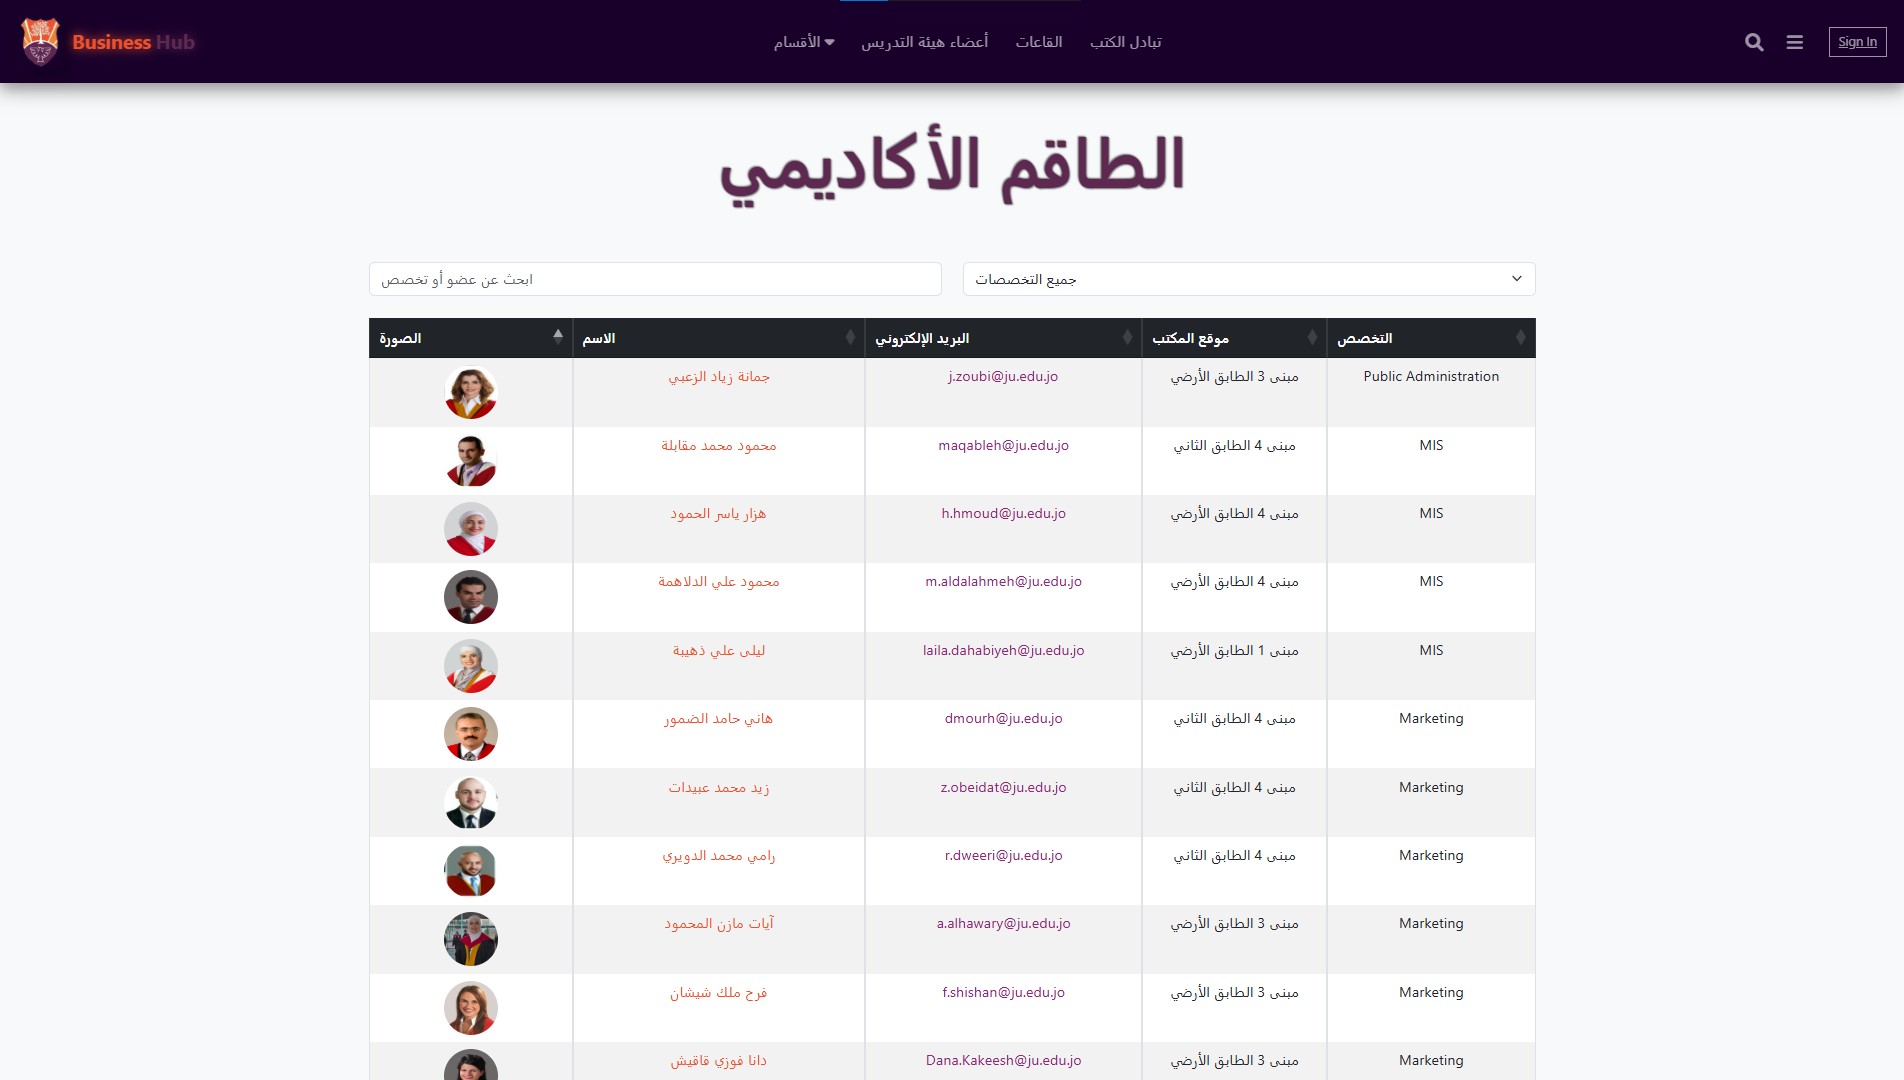 Business Hub
الأقسام
أعضاء هيئة التدريس
القاعات
تبادل الكتب
Sign In
الطاقم الأكاديمي
ابحث عن عضو أو تخصص
جميع التخصصات
الصورة الاسم البريد الإلكتروني موقع المكتب التخصص
جمانة زياد الزعبي j.zoubi@ju.edu.jo مبنى 3 الطابق الأرضي Public Administration
محمود محمد مقابلة maqableh@ju.edu.jo مبنى 4 الطابق الثاني MIS
هزار ياسر الحمود h.hmoud@ju.edu.jo مبنى 4 الطابق الأرضي MIS
محمود علي الدلاهمة m.aldalahmeh@ju.edu.jo مبنى 4 الطابق الأرضي MIS
ليلى علي ذهيبة laila.dahabiyeh@ju.edu.jo مبنى 1 الطابق الأرضي MIS
هاني حامد الضمور dmourh@ju.edu.jo مبنى 4 الطابق الثاني Marketing
زيد محمد عبيدات z.obeidat@ju.edu.jo مبنى 4 الطابق الثاني Marketing
رامي محمد الدويري r.dweeri@ju.edu.jo مبنى 4 الطابق الثاني Marketing
آيات مازن المحمود a.alhawary@ju.edu.jo مبنى 3 الطابق الأرضي Marketing
فرح ملك شيشان f.shishan@ju.edu.jo مبنى 3 الطابق الأرضي Marketing
دانا فوزي قاقيش Dana.Kakeesh@ju.edu.jo مبنى 3 الطابق الأرضي Marketing